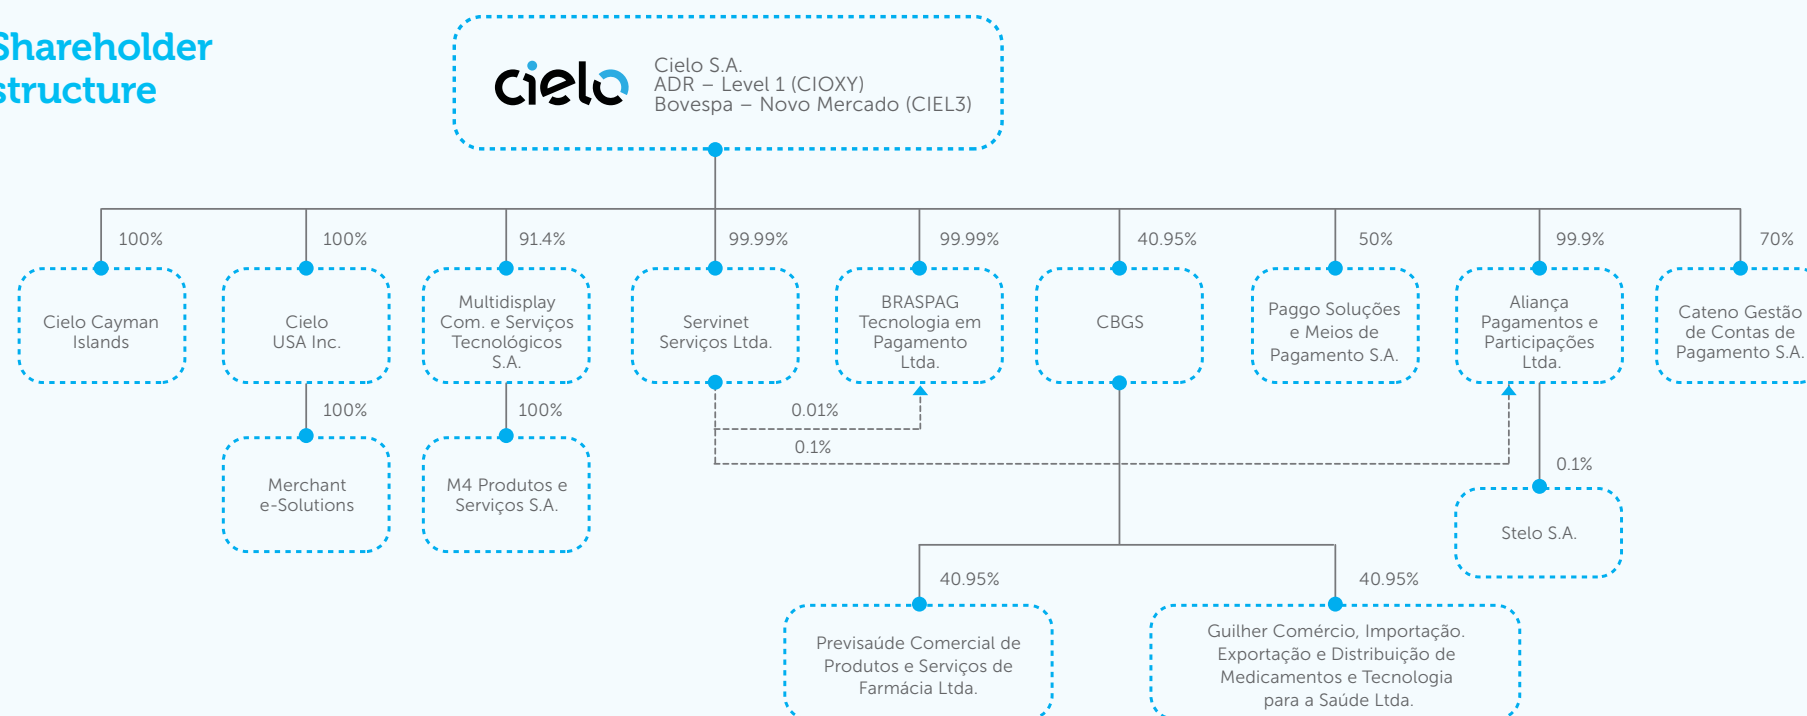 Shareholder
structure
cielo
Cielo S.A.
ADR – Level 1 (CIOXY)
Bovespa – Novo Mercado (CIEL3)
100%
100%
91.4%
99.99%
99.99%
40.95%
50%
99.9%
70%
Cielo Cayman
Islands
Cielo
USA Inc.
Multidisplay
Com. e Serviços
Tecnológicos
S.A.
Servinet
Serviços Ltda.
BRASPAG
Tecnologia em
Pagamento
Ltda.
CBGS
Paggo Soluções
e Meios de
Pagamento S.A.
Aliança
Pagamentos e
Participações
Ltda.
Cateno Gestão
de Contas de
Pagamento S.A.
100%
100%
0.01%
0.1%
0.1%
Merchant
e-Solutions
M4 Produtos e
Serviços S.A.
Stelo S.A.
40.95%
40.95%
Previsaúde Comercial de
Produtos e Serviços de
Farmácia Ltda.
Guilher Comércio, Importação.
Exportação e Distribuição de
Medicamentos e Tecnologia
para a Saúde Ltda.